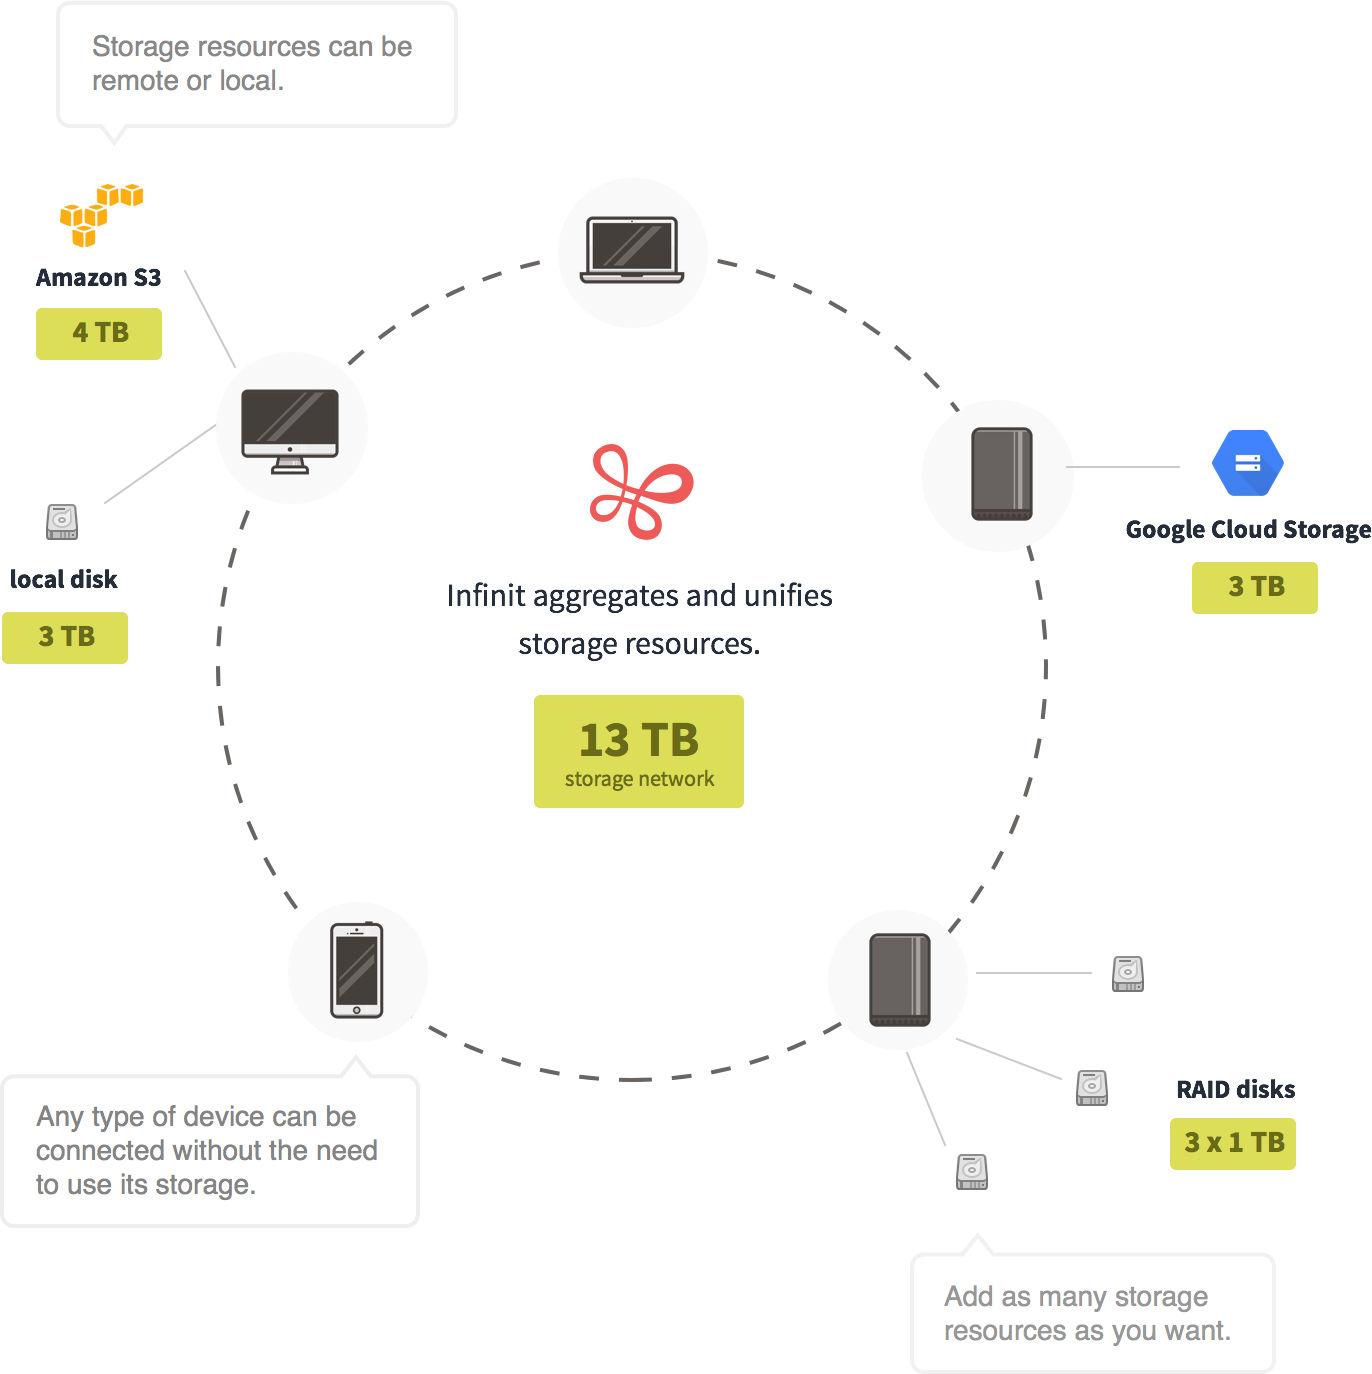 Storage resources can be
remote or local.
Amazon S3
4 TB
local disk
3 TB
Infinit aggregates and unifies
storage resources.
13 TB
storage network
Google Cloud Storage
3 TB
Any type of device can be
connected without the need
to use its storage.
RAID disks
3 x 1 TB
Add as many storage
resources as you want.